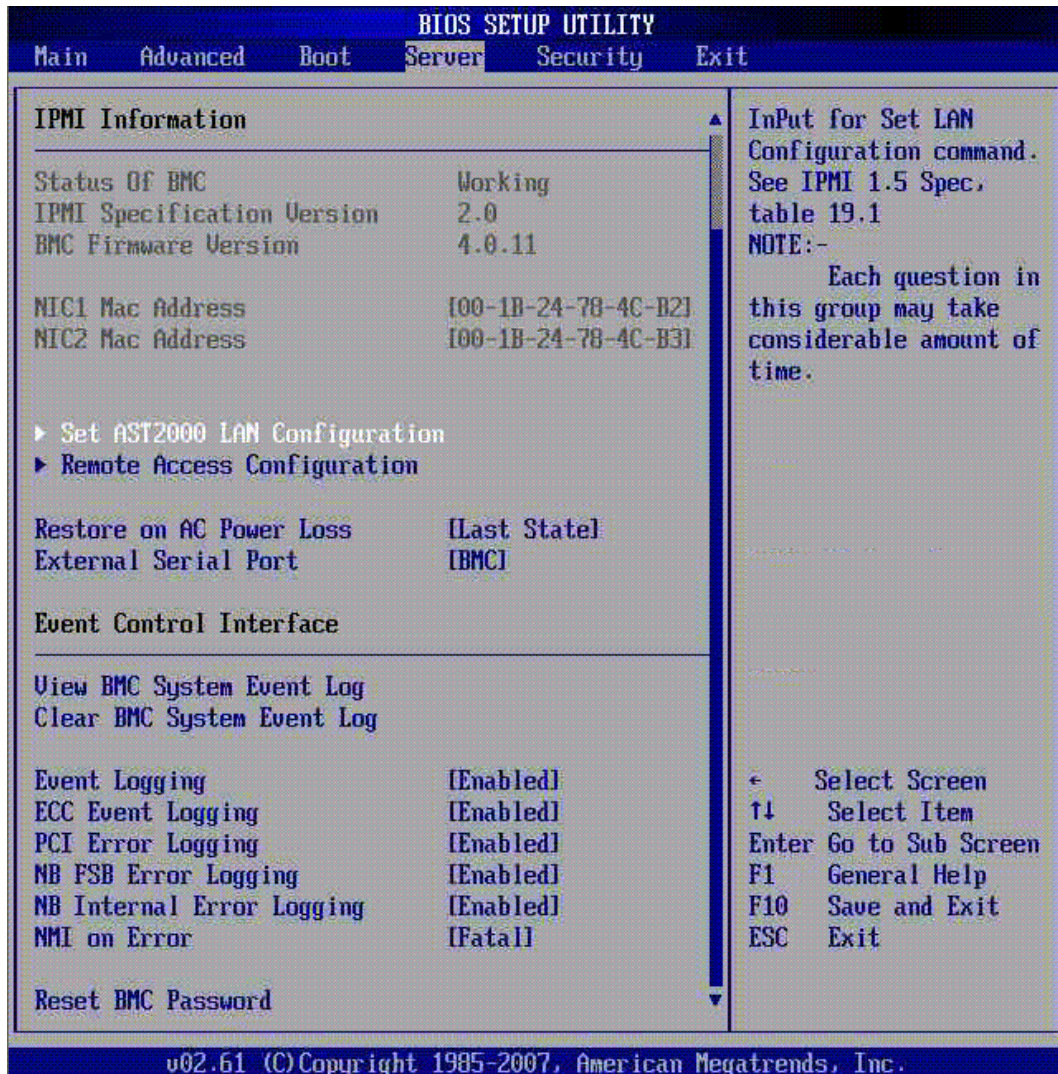 BIOS SETUP UTILITY
Main Advanced Boot Server Security Exit
IPMI Information
Status Of BMC Working
IPMI Specification Version 2.0
BMC Firmware Version 4.0.11
NIC1 Mac Address [00-1B-24-78-4C-B2]
NIC2 Mac Address [00-1B-24-78-4C-B3]
▶ Set AST2000 LAN Configuration
▶ Remote Access Configuration
Restore on AC Power Loss [Last State]
External Serial Port [BMC]
Event Control Interface
View BMC System Event Log
Clear BMC System Event Log
Event Logging [Enabled]
ECC Event Logging [Enabled]
PCI Error Logging [Enabled]
NB FSB Error Logging [Enabled]
NB Internal Error Logging [Enabled]
NMI on Error [Fatal]
Reset BMC Password
InPut for Set LAN
Configuration command.
See IPMI 1.5 Spec,
table 19.1
NOTE:-
Each question in
this group may take
considerable amount of
time.
← Select Screen
↑↓ Select Item
Enter Go to Sub Screen
F1 General Help
F10 Save and Exit
ESC Exit
v02.61 (C)Copyright 1985-2007, American Megatrends, Inc.